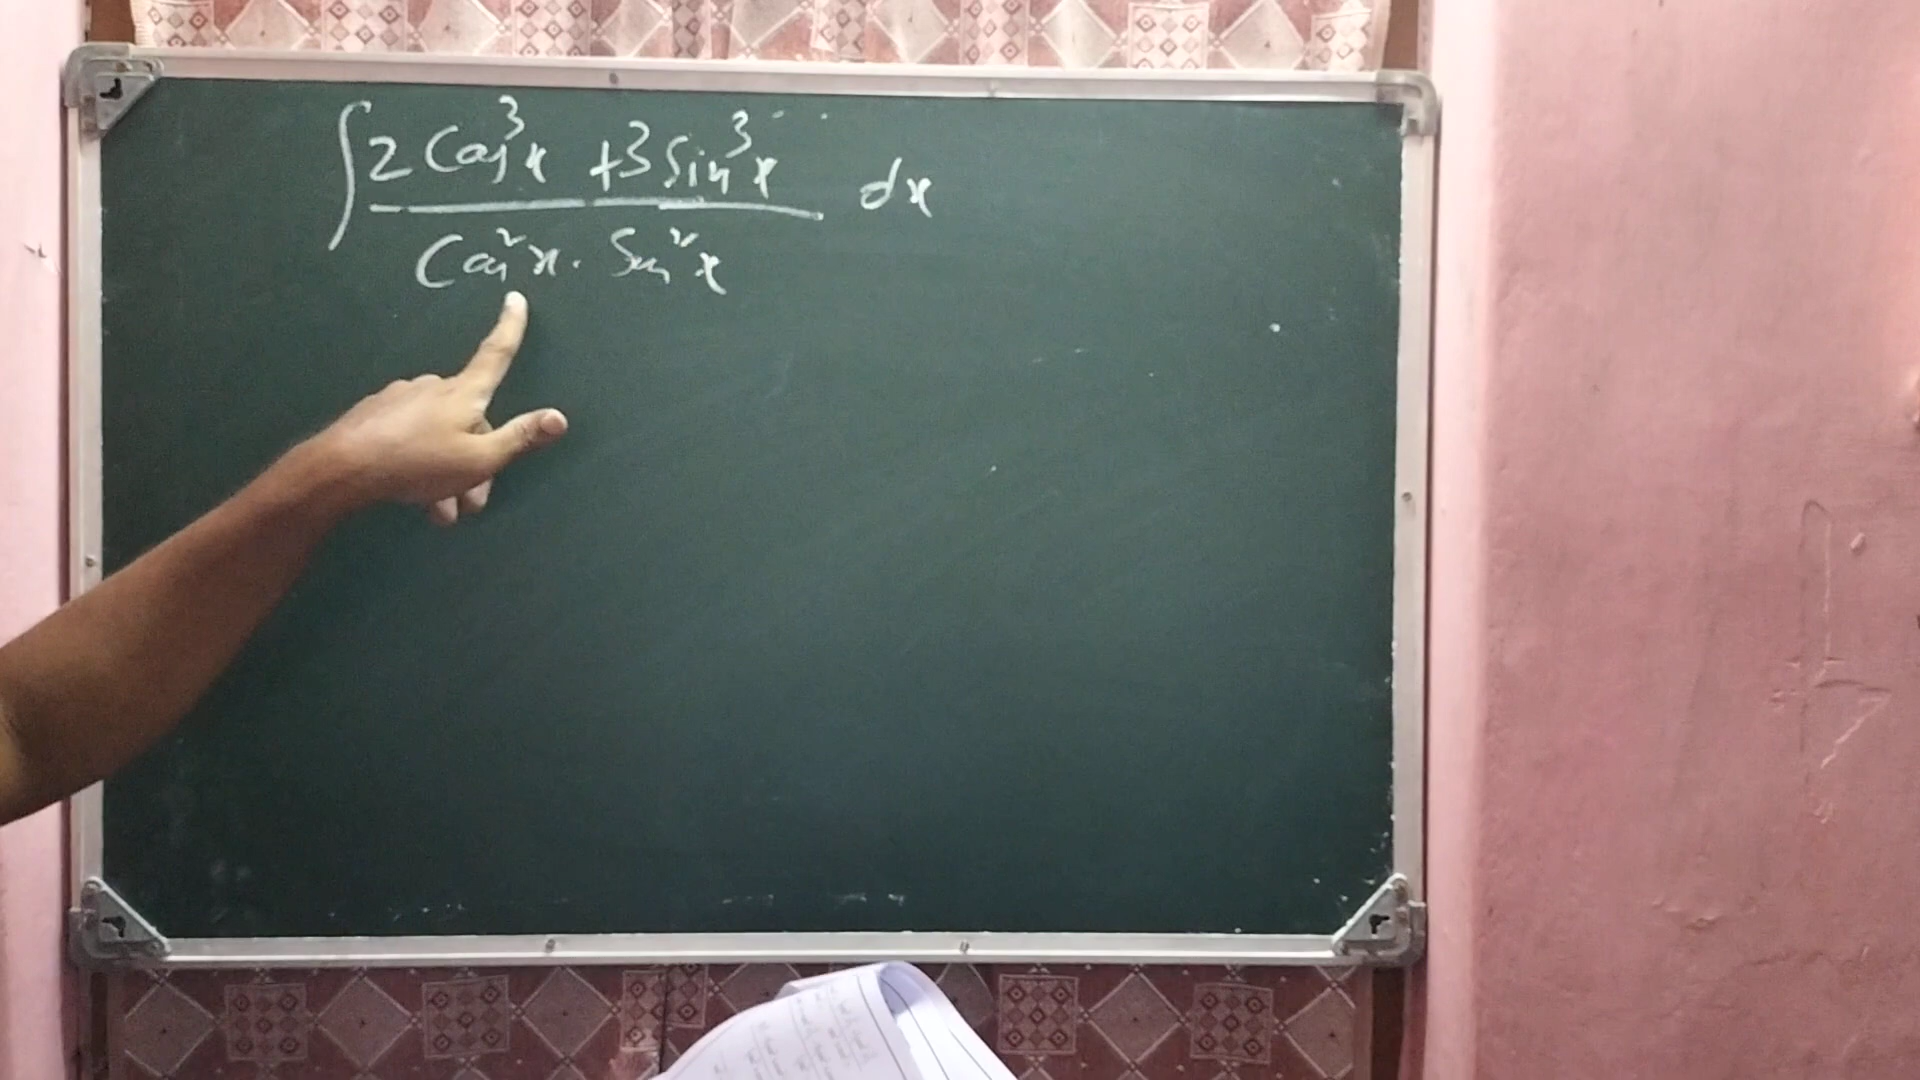 ∫ (2 Cos³x + 3 Sin³x) / (Cos²x · Sin²x) dx